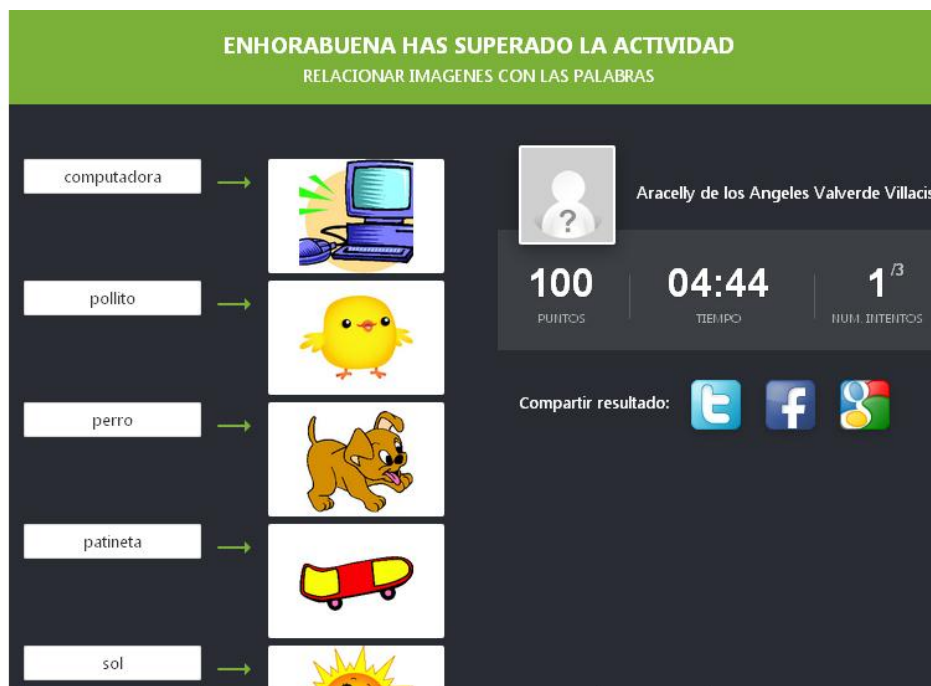 ENHORABUENA HAS SUPERADO LA ACTIVIDAD
RELACIONAR IMAGENES CON LAS PALABRAS
computadora
pollito
perro
patineta
sol
?
Aracelly de los Angeles Valverde Villacis
100
PUNTOS
04:44
TIEMPO
1/3
NUM. INTENTOS
Compartir resultado: